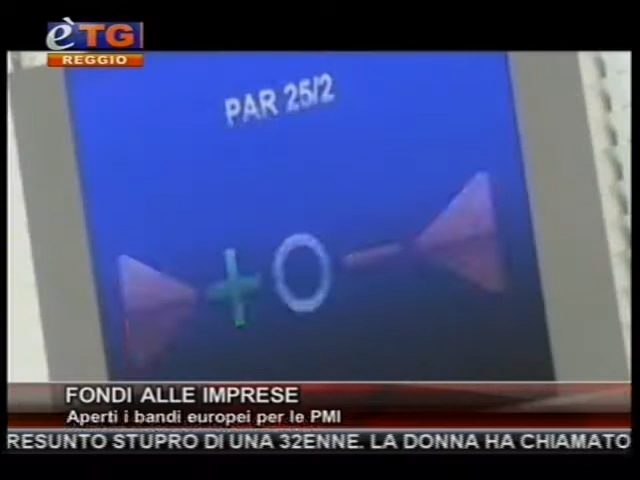 èTG
REGGIO
PAR 25/2
+ 0 -
FONDI ALLE IMPRESE
Aperti i bandi europei per le PMI
RESUNTO STUPRO DI UNA 32ENNE. LA DONNA HA CHIAMATO